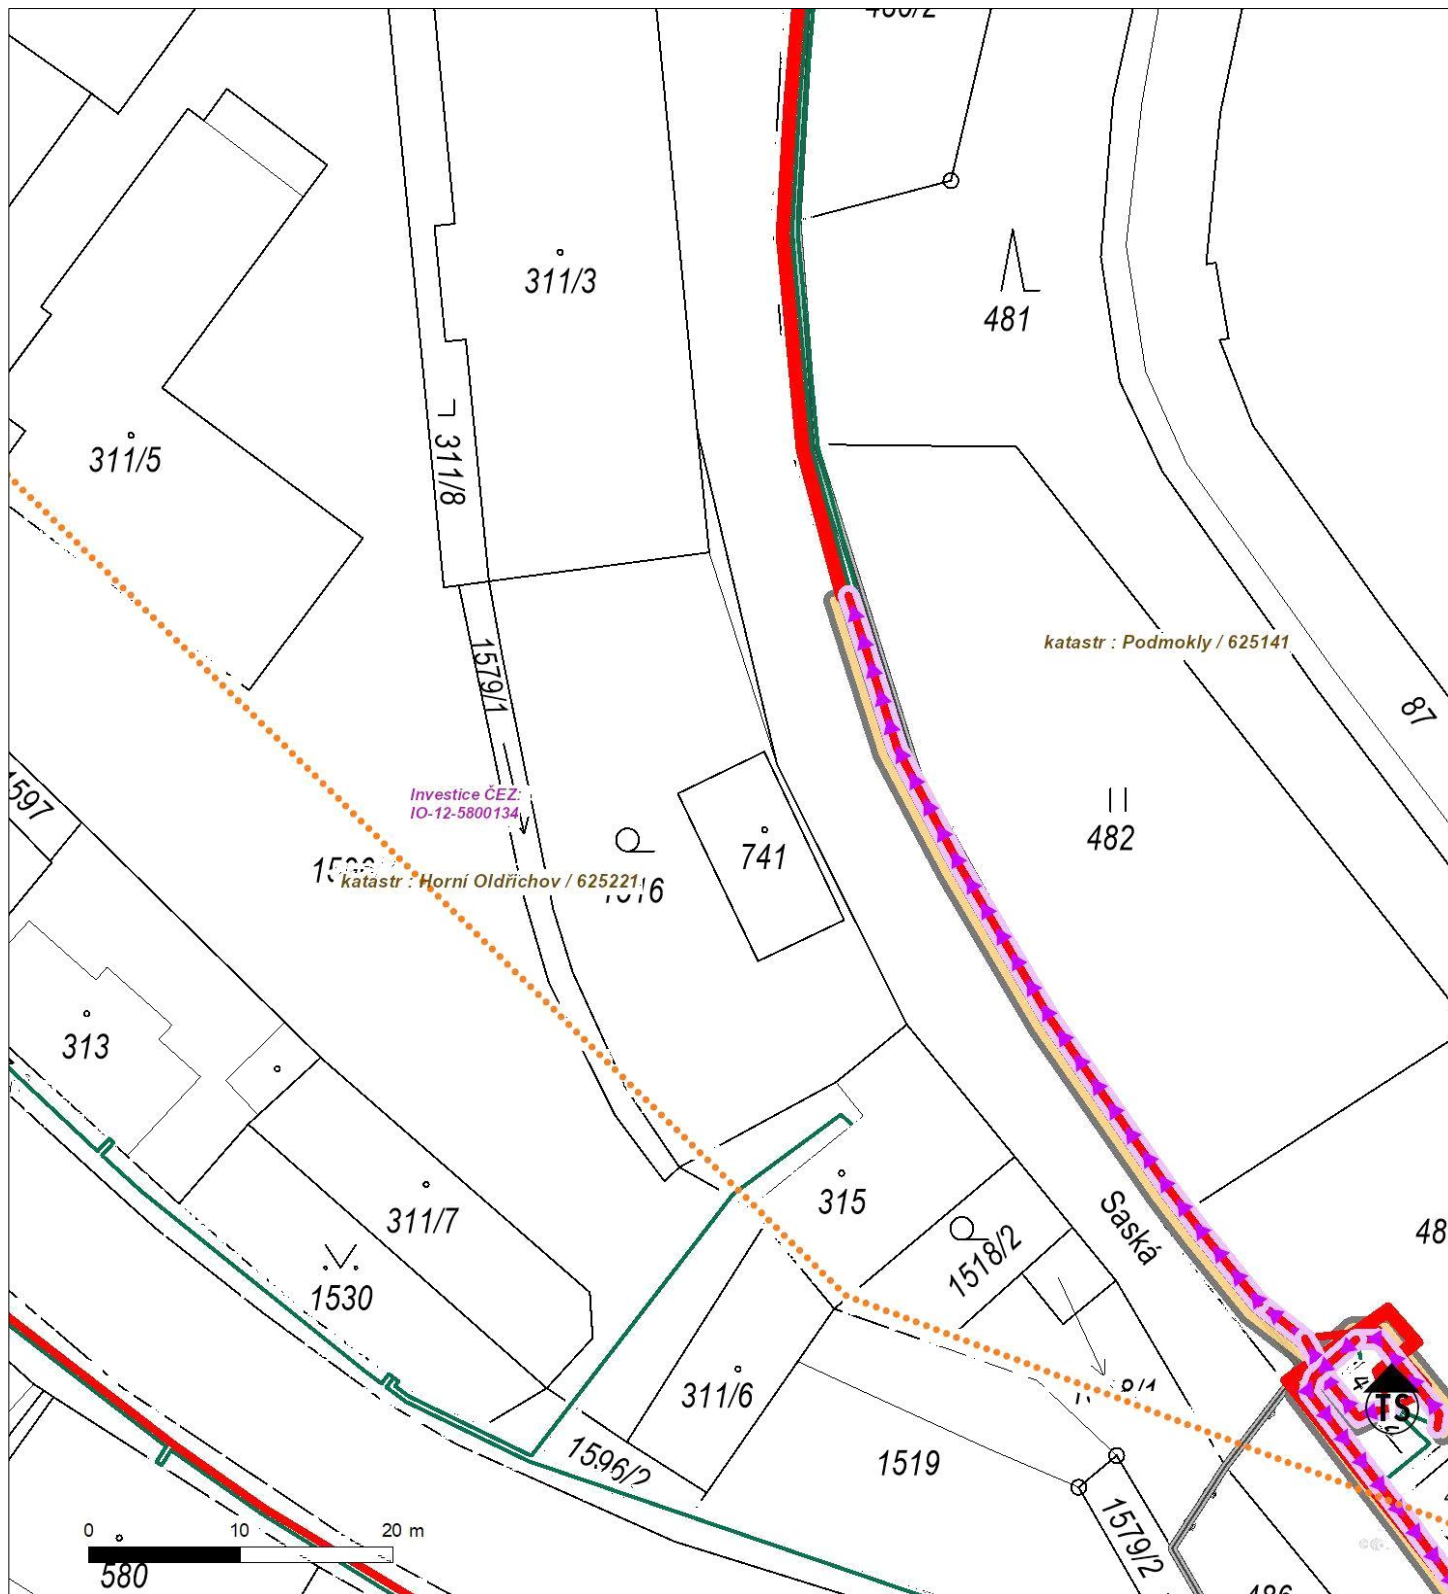 311/3
481
311/5
311/8
katastr : Podmokly / 625141
1579/1
87
1597
Investice ČEZ:
IO-12-5800134
482
741
katastr : Horní Oldřichov / 625221
313
315
Saská
311/7
1518/2
1530
311/6
TS
1596/2
1519
1579/2
0 10 20 m
580